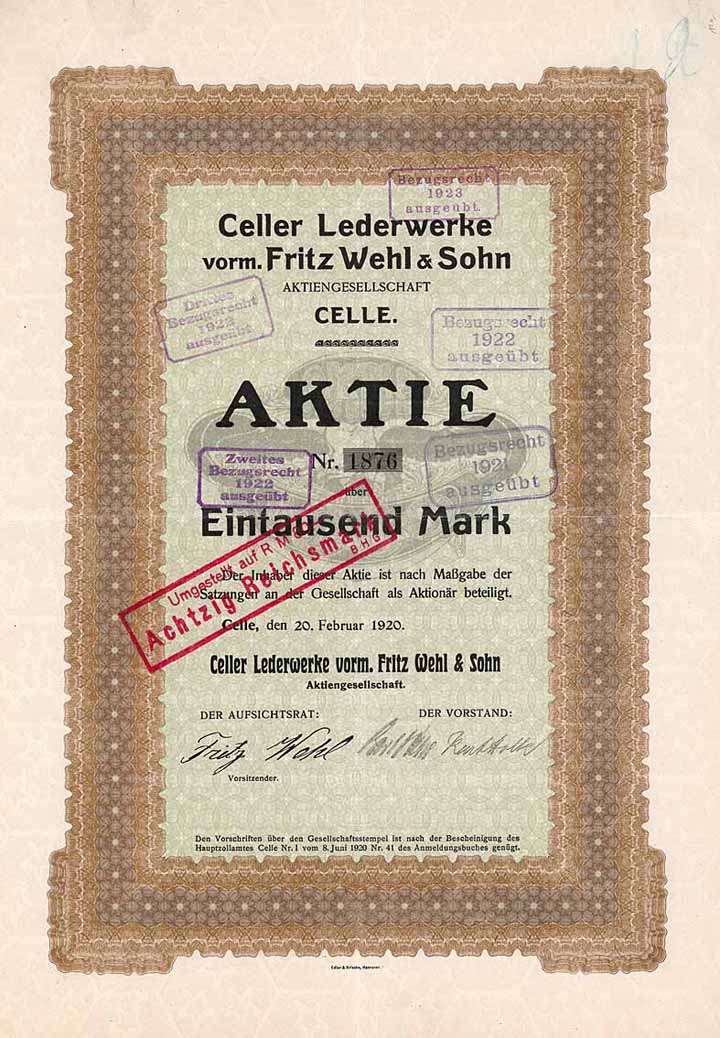 Bezugsrecht
1923
ausgeübt.
Celler Lederwerke
vorm. Fritz Wehl & Sohn
AKTIENGESELLSCHAFT
CELLE.
Drittes
Bezugsrecht
1922
ausgeübt
Bezugsrecht
1922
ausgeübt
AKTIE
Nr. 1876
Zweites
Bezugsrecht
1922
ausgeübt
Bezugsrecht
1921
ausgeübt
über
Eintausend Mark
Umgestellt auf R M
Achtzig Reichsmark
B H G
Der Inhaber dieser Aktie ist nach Maßgabe der
Satzungen an der Gesellschaft als Aktionär beteiligt.
Celle, den 20. Februar 1920.
Celler Lederwerke vorm. Fritz Wehl & Sohn
Aktiengesellschaft.
DER AUFSICHTSRAT: DER VORSTAND:
Fritz Wehl
Vorsitzender.
Den Vorschriften über den Gesellschaftsstempel ist nach der Bescheinigung des
Hauptzollamtes Celle Nr. 1 vom 8. Juni 1920 Nr. 41 des Anmeldungsbuches genügt.